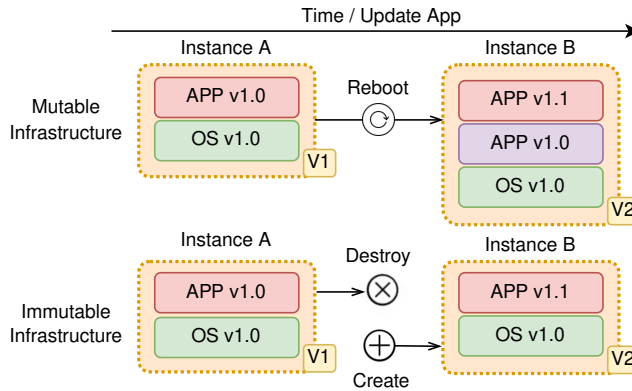 Time / Update App
Instance A
Instance B
Mutable
Infrastructure
APP v1.0
OS v1.0
V1
Reboot
APP v1.1
APP v1.0
OS v1.0
V2
Instance A
Instance B
Immutable
Infrastructure
APP v1.0
OS v1.0
V1
Destroy
Create
APP v1.1
OS v1.0
V2